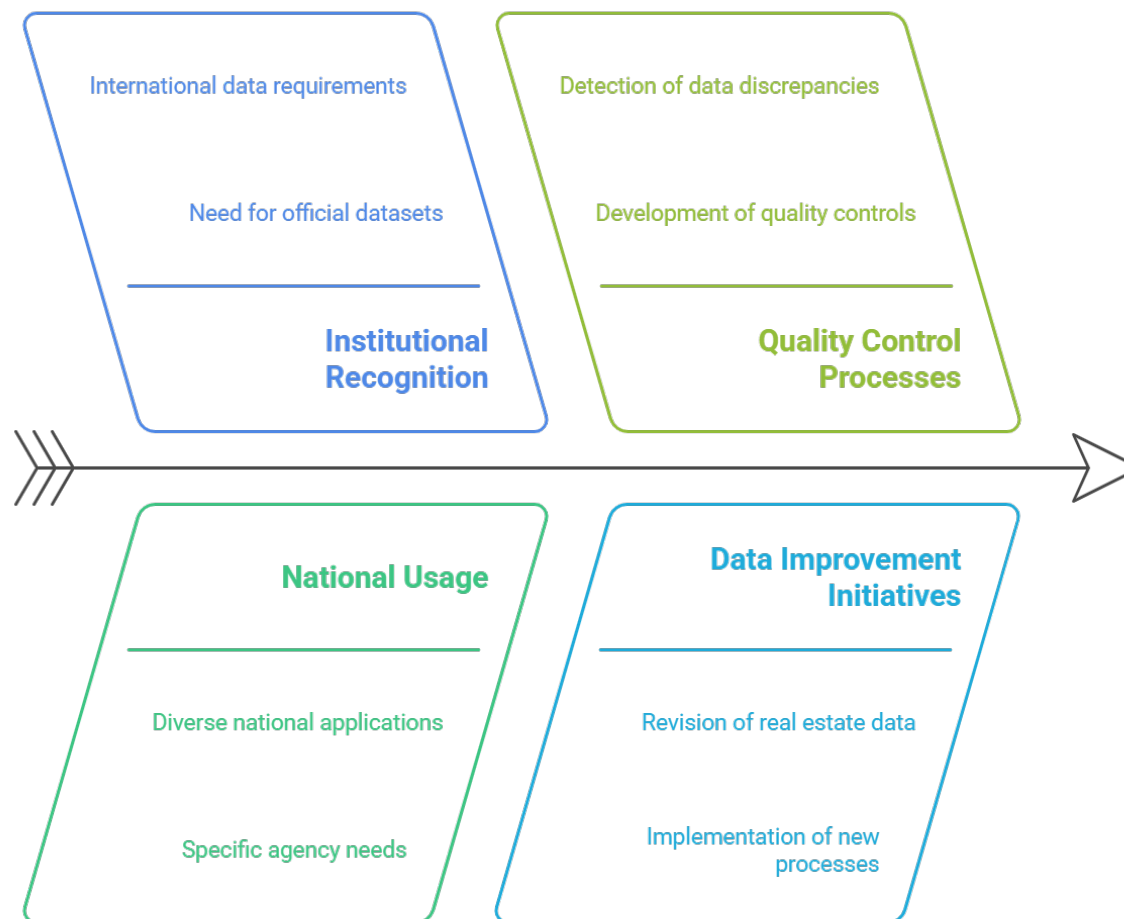 International data requirements
Need for official datasets
Institutional
Recognition
Detection of data discrepancies
Development of quality controls
Quality Control
Processes
National Usage
Diverse national applications
Specific agency needs
Data Improvement
Initiatives
Revision of real estate data
Implementation of new
processes